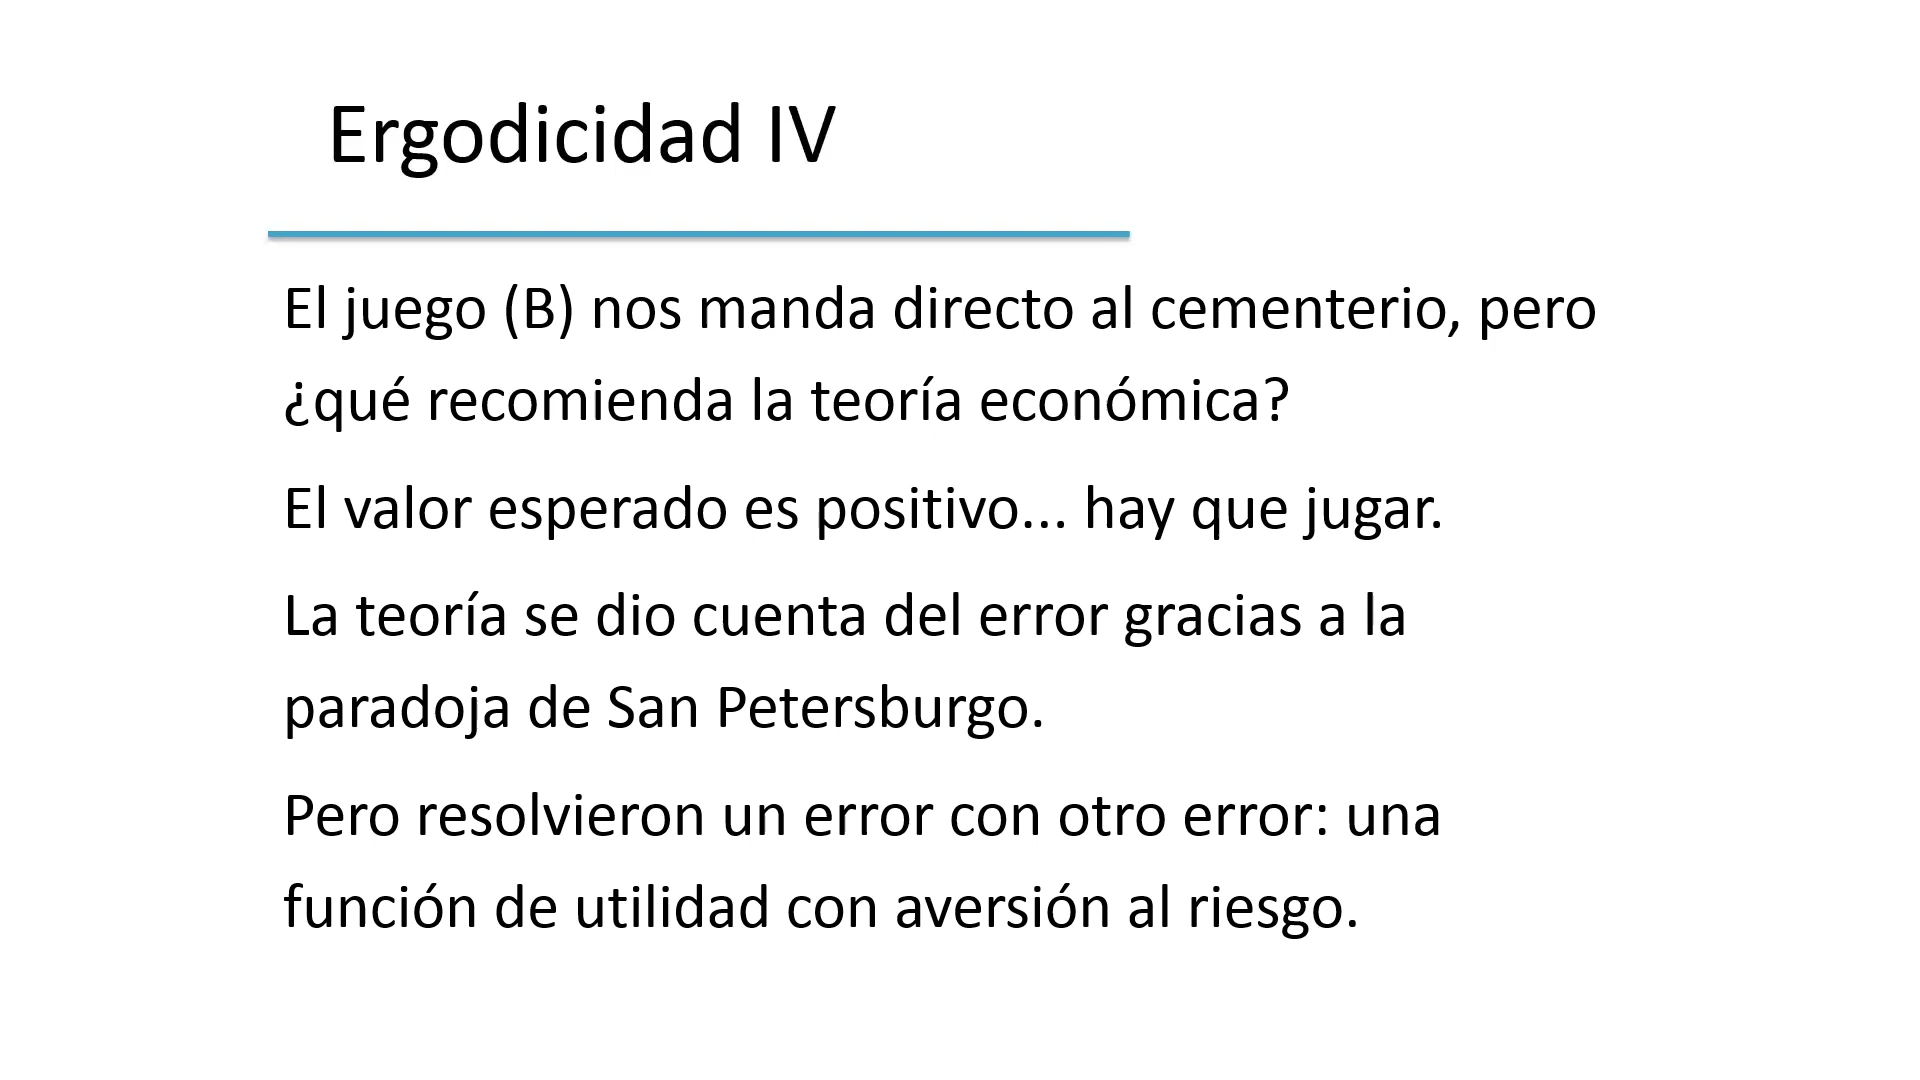 Ergodicidad IV
El juego (B) nos manda directo al cementerio, pero
¿qué recomienda la teoría económica?
El valor esperado es positivo... hay que jugar.
La teoría se dio cuenta del error gracias a la
paradoja de San Petersburgo.
Pero resolvieron un error con otro error: una
función de utilidad con aversión al riesgo.